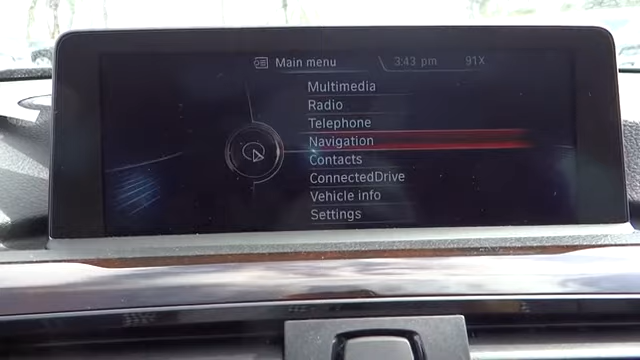 Main menu 3:43 pm 91X
Multimedia
Radio
Telephone
Navigation
Contacts
ConnectedDrive
Vehicle info
Settings